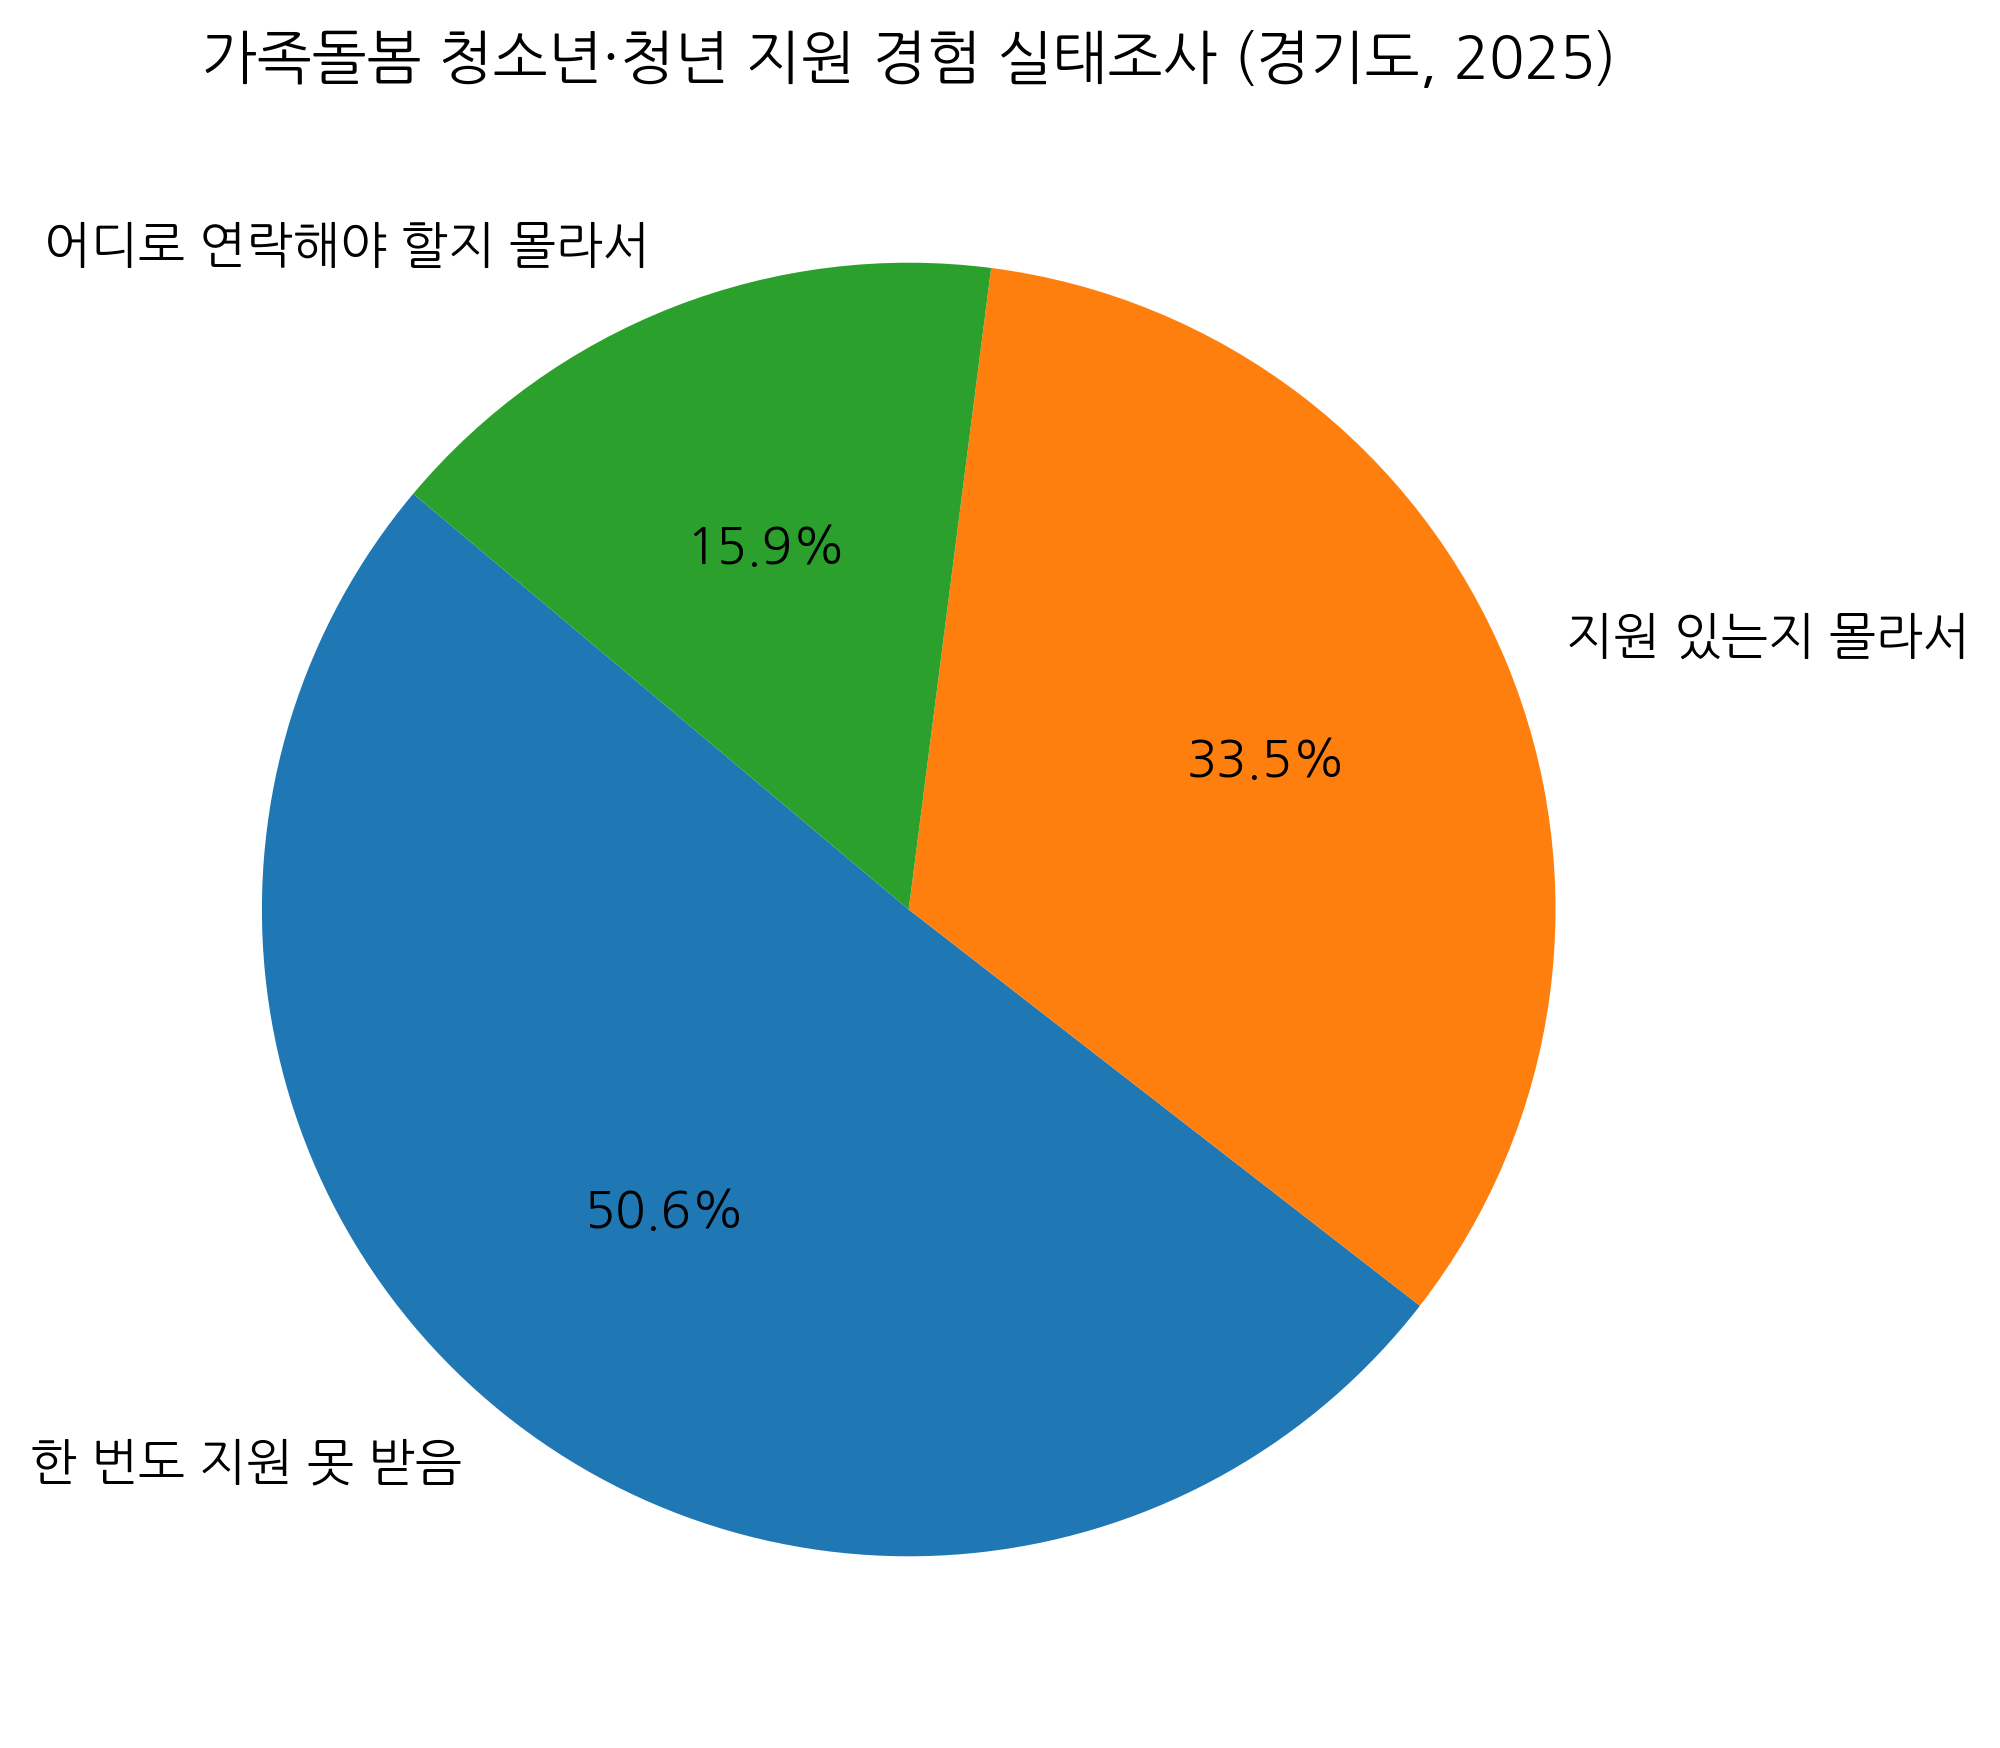 가족돌봄 청소년·청년 지원 경험 실태조사 (경기도, 2025)
어디로 연락해야 할지 몰라서
15.9%
지원 있는지 몰라서
33.5%
50.6%
한 번도 지원 못 받음